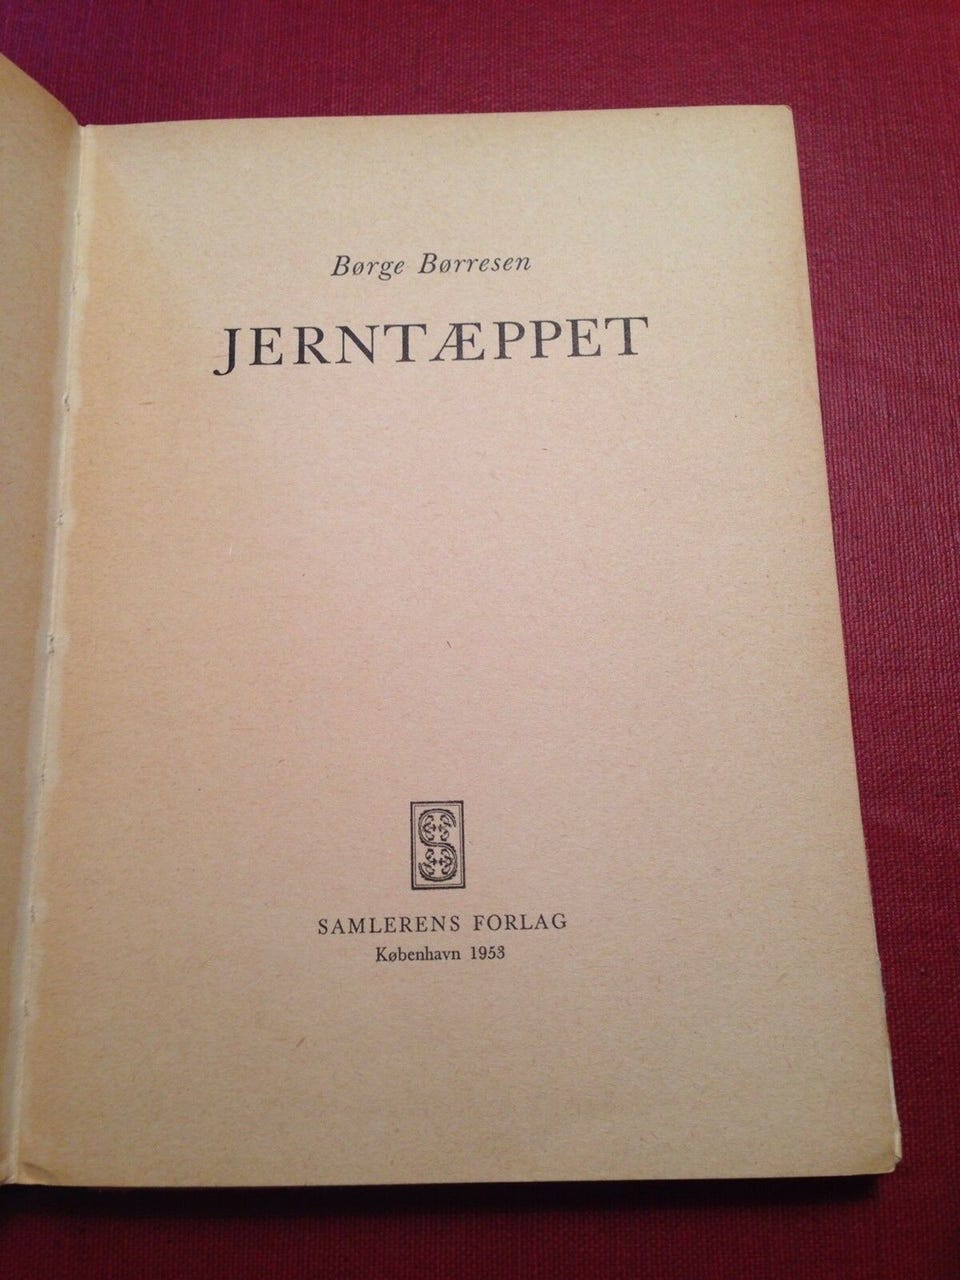 Børge Børresen
JERNTÆPPET
S
SAMLERENS FORLAG
København 1953